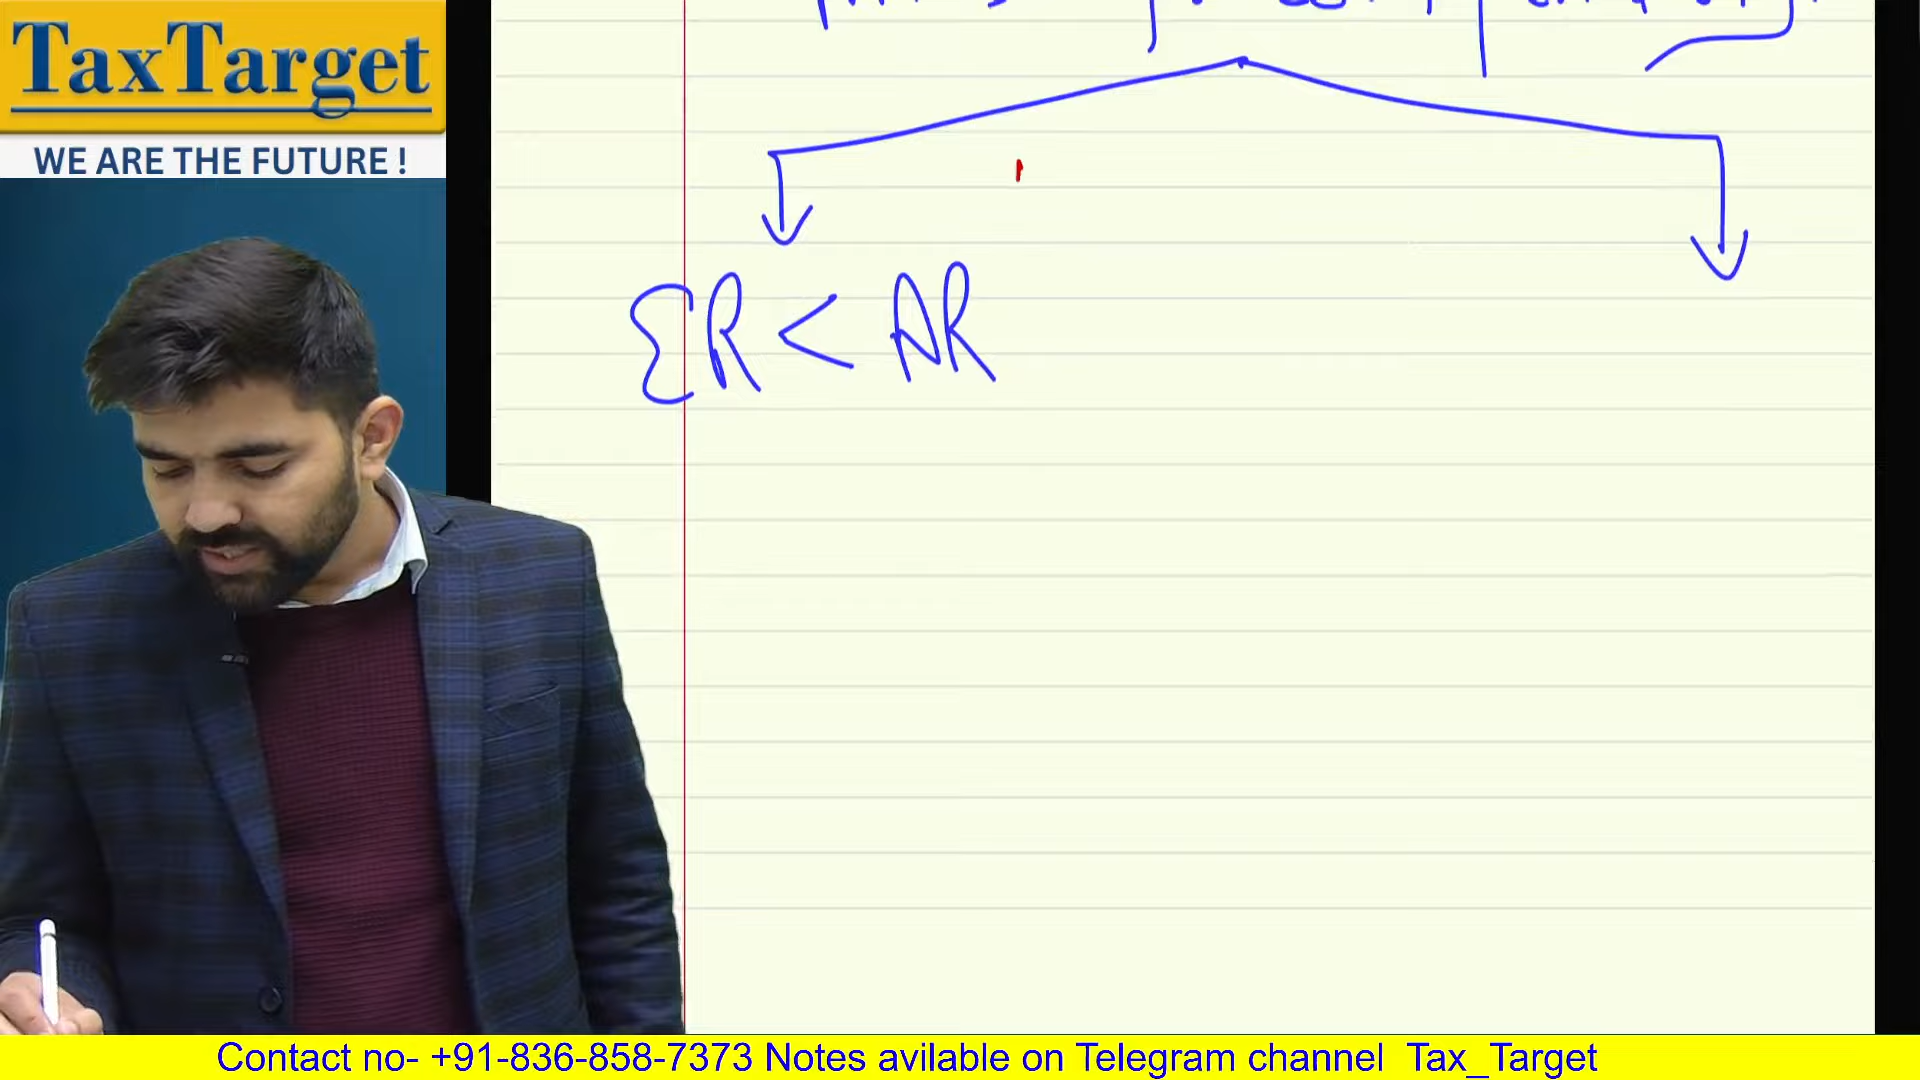 TaxTarget
WE ARE THE FUTURE !
ER < AR
Contact no- +91-836-858-7373 Notes avilable on Telegram channel Tax_Target